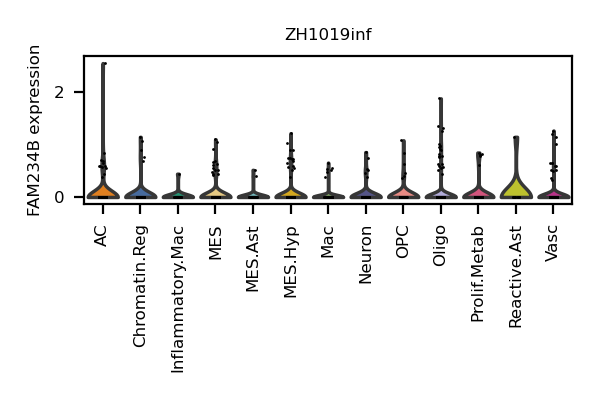 ZH1019inf
FAM234B expression
2
0
AC
Chromatin.Reg
Inflammatory.Mac
MES
MES.Ast
MES.Hyp
Mac
Neuron
OPC
Oligo
Prolif.Metab
Reactive.Ast
Vasc